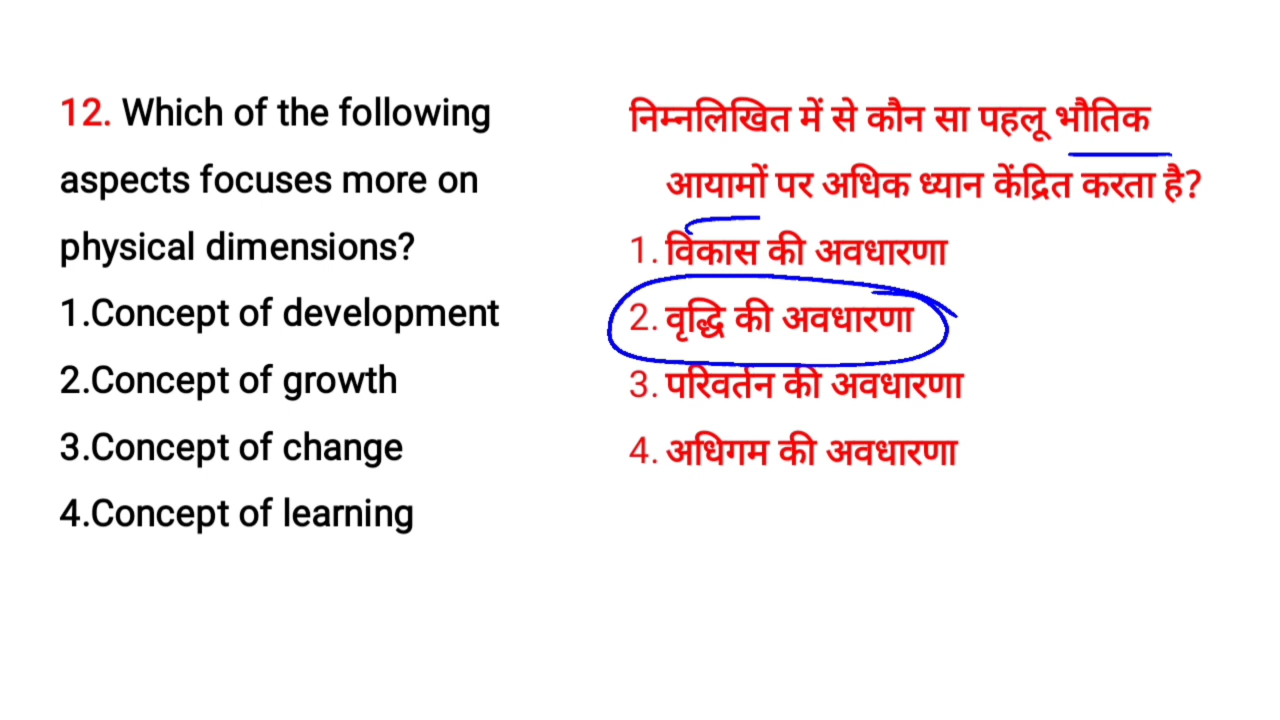 12. Which of the following
aspects focuses more on
physical dimensions?
1.Concept of development
2.Concept of growth
3.Concept of change
4.Concept of learning
निम्नलिखित में से कौन सा पहलू भौतिक
आयामों पर अधिक ध्यान केंद्रित करता है?
1. विकास की अवधारणा
2. वृद्धि की अवधारणा
3. परिवर्तन की अवधारणा
4. अधिगम की अवधारणा